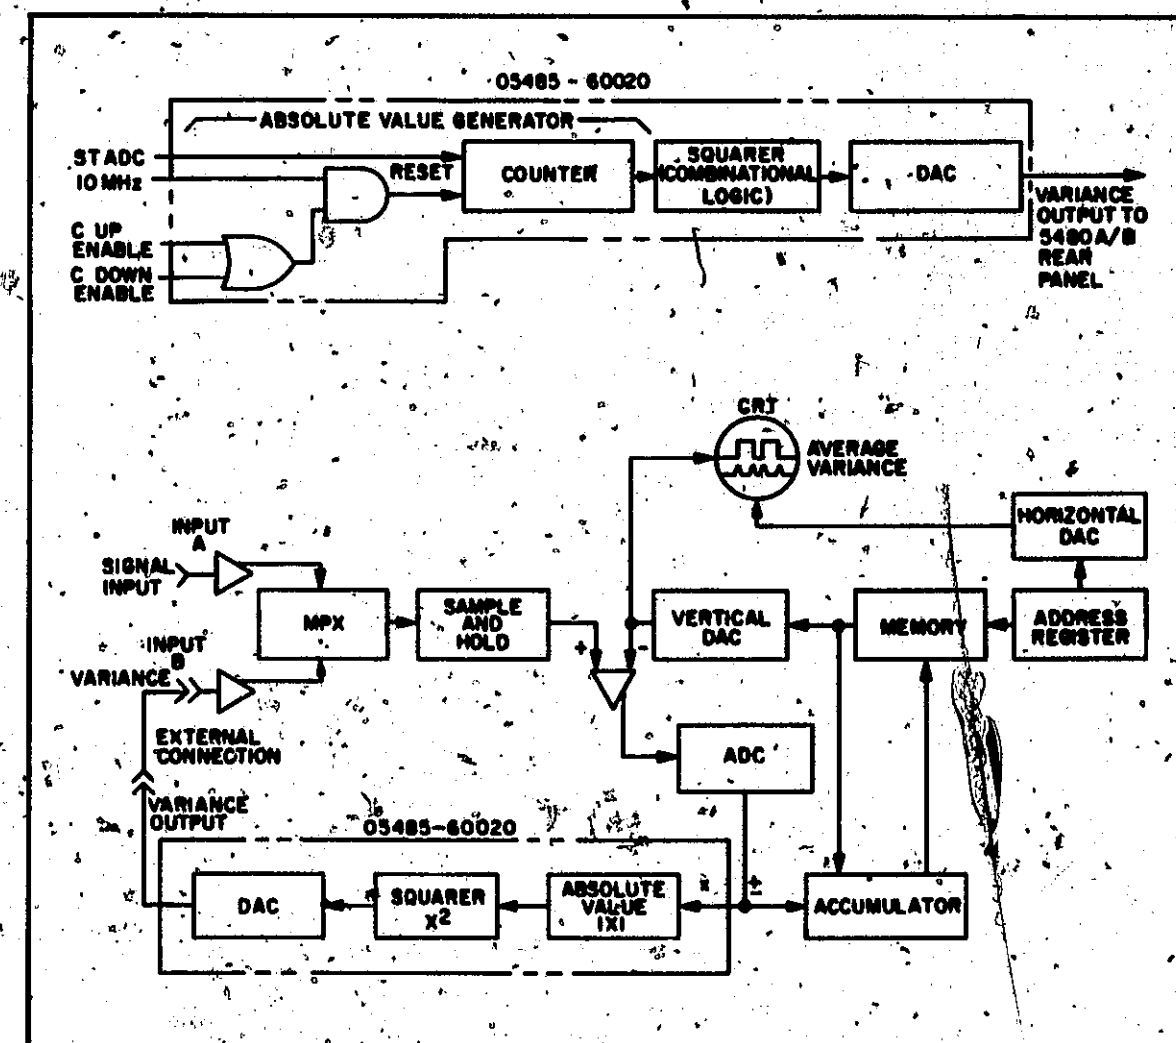 05485 - 60020
ABSOLUTE VALUE GENERATOR
ST ADC
10 MHz
RESET
COUNTER
SQUARER
(COMBINATIONAL
LOGIC)
DAC
C UP
ENABLE
C DOWN
ENABLE
VARIANCE
OUTPUT TO
5480A/B
REAR
PANEL
CRT
AVERAGE
VARIANCE
HORIZONTAL
DAC
INPUT
A
SIGNAL
INPUT
MPX
SAMPLE
AND
HOLD
+
-
VERTICAL
DAC
MEMORY
ADDRESS
REGISTER
INPUT
B
VARIANCE
EXTERNAL
CONNECTION
ADC
VARIANCE
OUTPUT
05485-60020
DAC
SQUARER
X2
ABSOLUTE
VALUE
|X|
X
±
ACCUMULATOR